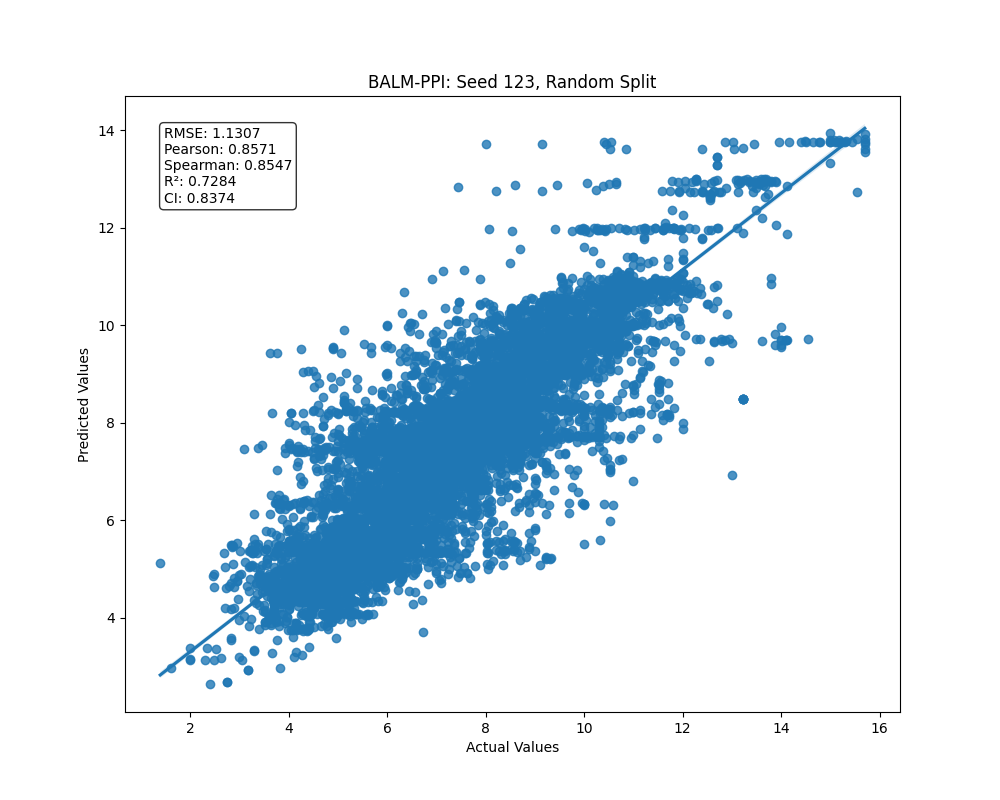 BALM-PPI: Seed 123, Random Split
RMSE: 1.1307
Pearson: 0.8571
Spearman: 0.8547
R²: 0.7284
CI: 0.8374
14
12
10
8
6
4
Predicted Values
2 4 6 8 10 12 14 16
Actual Values